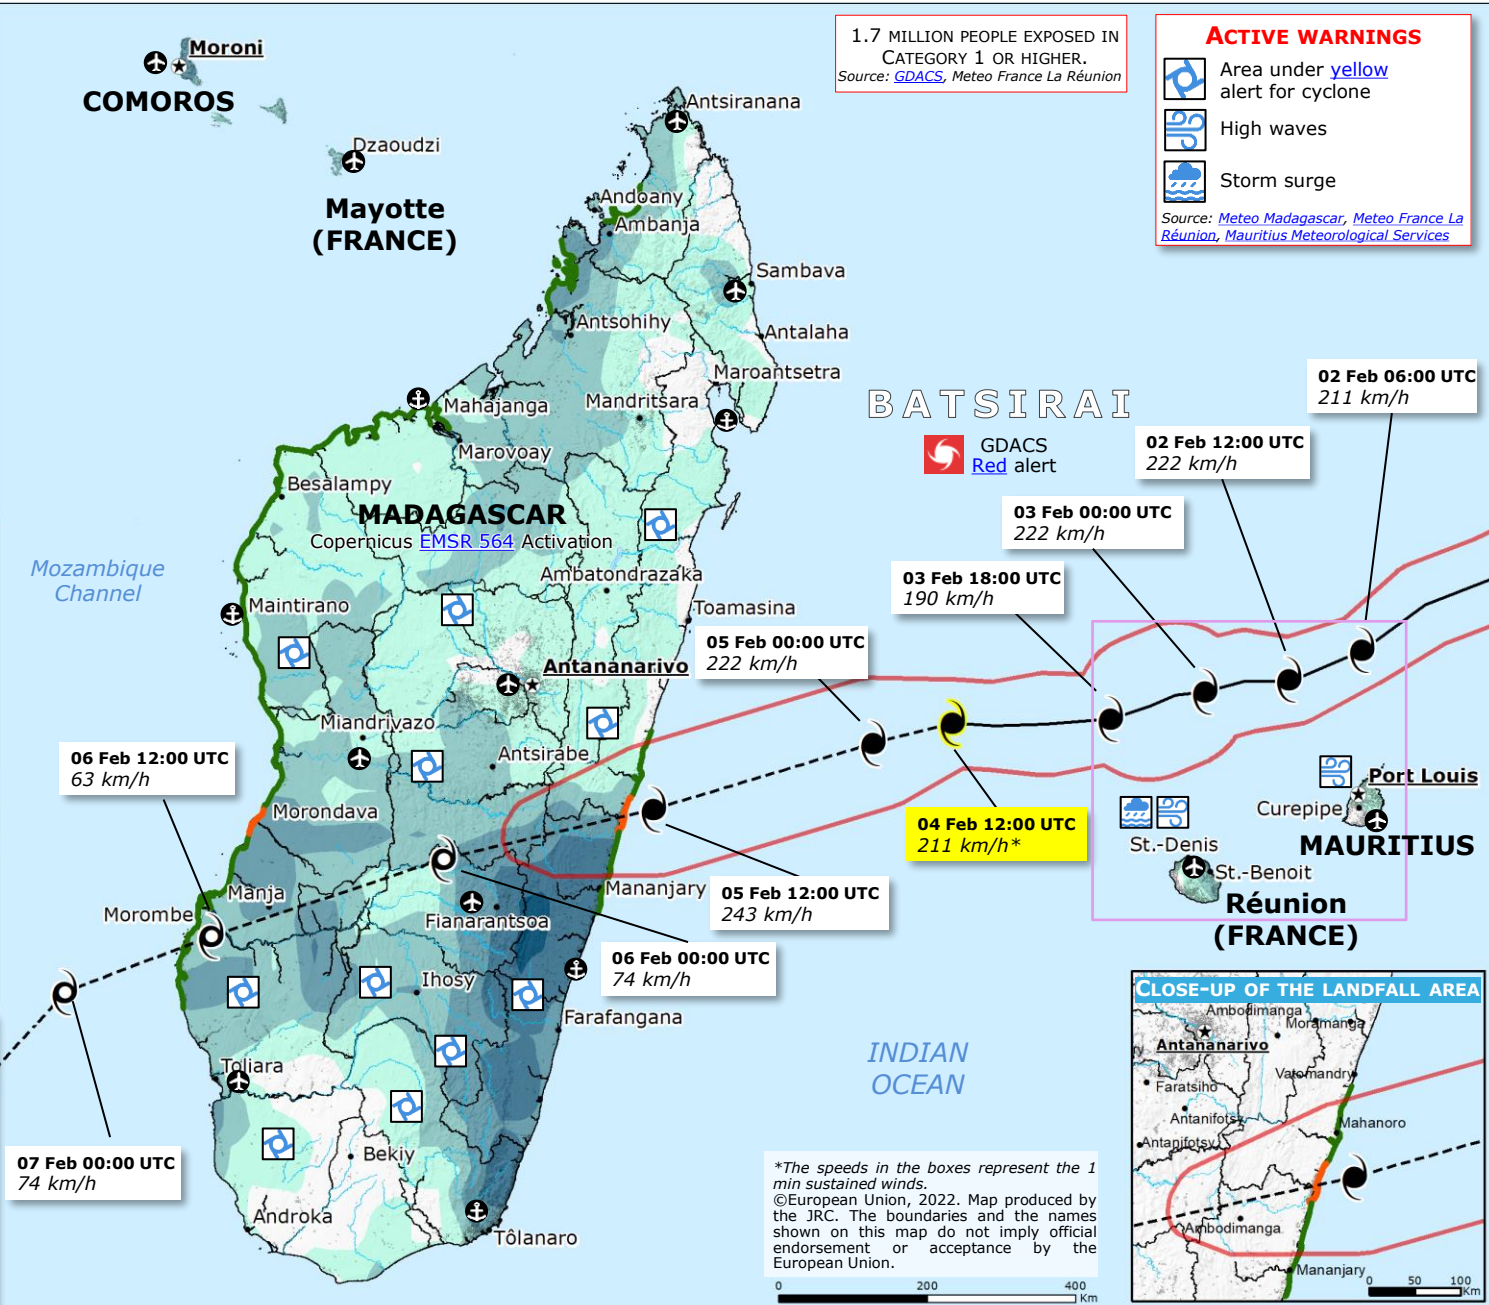 Moroni
COMOROS
Dzaoudzi
Mayotte
(FRANCE)
1.7 MILLION PEOPLE EXPOSED IN
CATEGORY 1 OR HIGHER.
Source: GDACS, Meteo France La Réunion
ACTIVE WARNINGS
Area under yellow
alert for cyclone
High waves
Storm surge
Source: Meteo Madagascar, Meteo France La
Réunion, Mauritius Meteorological Services
Antsiranana
Andoany
Ambanja
Sambava
Antsohihy
Antalaha
Maroantsetra
Mandritsara
Mahajanga
Marovoay
Besalampy
MADAGASCAR
Copernicus EMSR 564 Activation
Mozambique
Channel
Maintirano
Ambatondrazaka
Toamasina
Antananarivo
Miandrivazo
Antsirabe
Morondava
Manja
Morombe
Mananjary
Fianarantsoa
Ihosy
Farafangana
Toliara
Bekiy
Androka
Tôlanaro
BATSIRAI
GDACS
Red alert
02 Feb 06:00 UTC
211 km/h
02 Feb 12:00 UTC
222 km/h
03 Feb 00:00 UTC
222 km/h
03 Feb 18:00 UTC
190 km/h
05 Feb 00:00 UTC
222 km/h
04 Feb 12:00 UTC
211 km/h*
05 Feb 12:00 UTC
243 km/h
06 Feb 00:00 UTC
74 km/h
06 Feb 12:00 UTC
63 km/h
07 Feb 00:00 UTC
74 km/h
Port Louis
Curepipe
MAURITIUS
St.-Denis
St.-Benoit
Réunion
(FRANCE)
INDIAN
OCEAN
*The speeds in the boxes represent the 1
min sustained winds.
©European Union, 2022. Map produced by
the JRC. The boundaries and the names
shown on this map do not imply official
endorsement or acceptance by the
European Union.
0 200 400
Km
CLOSE-UP OF THE LANDFALL AREA
Ambodimanga
Moramanga
Antananarivo
Vatomandry
Faratsiho
Antanifotsy
Mahanoro
Antanifotsy
Ambodimanga
Mananjary
0 50 100
Km